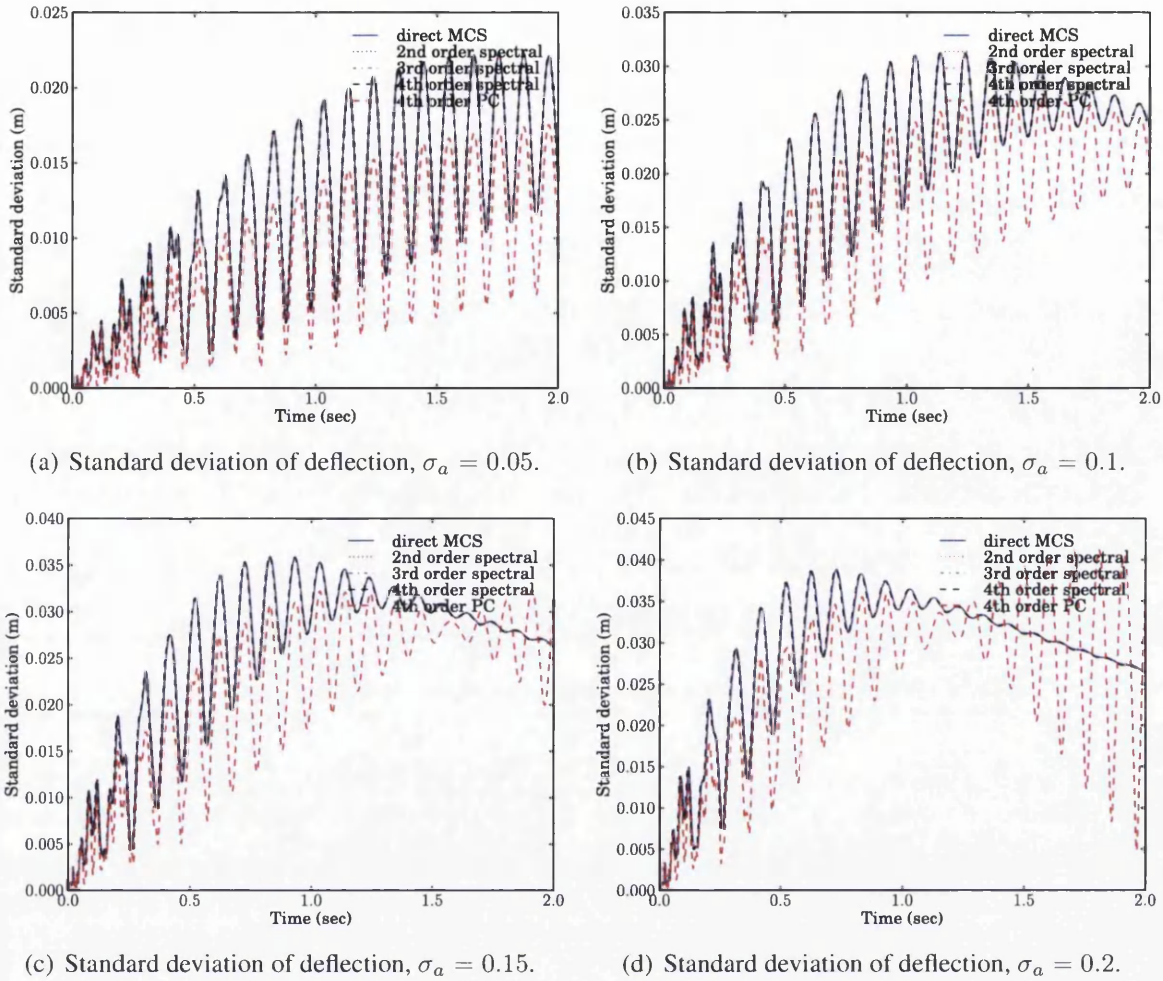 0.025
0.020
0.015
0.010
0.005
0.000
0.0
0.5
1.0
1.5
2.0
Standard deviation (m)
Time (sec)
direct MCS
2nd order spectral
3rd order spectral
4th order spectral
4th order PC
(a) Standard deviation of deflection, σₐ = 0.05.
0.035
0.030
0.025
0.020
0.015
0.010
0.005
0.000
0.0
0.5
1.0
1.5
2.0
Standard deviation (m)
Time (sec)
direct MCS
2nd order spectral
3rd order spectral
4th order spectral
4th order PC
(b) Standard deviation of deflection, σₐ = 0.1.
0.040
0.035
0.030
0.025
0.020
0.015
0.010
0.005
0.000
0.0
0.5
1.0
1.5
2.0
Standard deviation (m)
Time (sec)
direct MCS
2nd order spectral
3rd order spectral
4th order spectral
4th order PC
(c) Standard deviation of deflection, σₐ = 0.15.
0.045
0.040
0.035
0.030
0.025
0.020
0.015
0.010
0.005
0.000
0.0
0.5
1.0
1.5
2.0
Standard deviation (m)
Time (sec)
direct MCS
2nd order spectral
3rd order spectral
4th order spectral
4th order PC
(d) Standard deviation of deflection, σₐ = 0.2.